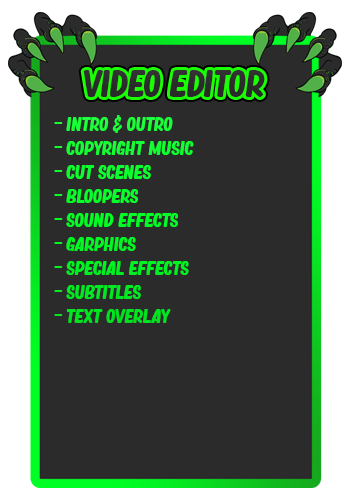 VIDEO EDITOR
- INTRO & OUTRO
- COPYRIGHT MUSIC
- CUT SCENES
- BLOOPERS
- SOUND EFFECTS
- GARPHICS
- SPECIAL EFFECTS
- SUBTITLES
- TEXT OVERLAY